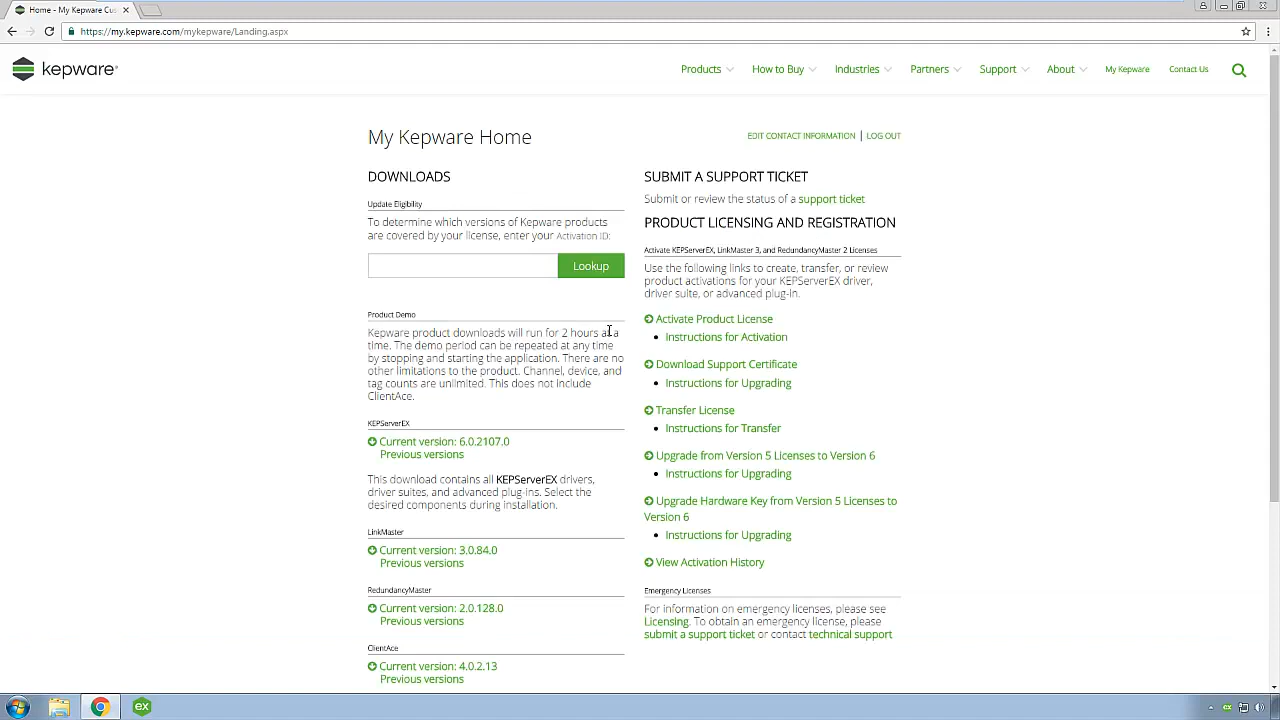 Home - My Kepware Cus
https://my.kepware.com/mykepware/Landing.aspx
kepware
Products
How to Buy
Industries
Partners
Support
About
My Kepware
Contact Us
My Kepware Home
EDIT CONTACT INFORMATION | LOG OUT
DOWNLOADS
Update Eligibility
To determine which versions of Kepware products
are covered by your license, enter your Activation ID:
Lookup
Product Demo
Kepware product downloads will run for 2 hours at a
time. The demo period can be repeated at any time
by stopping and starting the application. There are no
other limitations to the product. Channel, device, and
tag counts are unlimited. This does not include
ClientAce.
KEPServerEX
Current version: 6.0.2107.0
Previous versions
This download contains all KEPServerEX drivers,
driver suites, and advanced plug-ins. Select the
desired components during installation.
LinkMaster
Current version: 3.0.84.0
Previous versions
RedundancyMaster
Current version: 2.0.128.0
Previous versions
ClientAce
Current version: 4.0.2.13
Previous versions
SUBMIT A SUPPORT TICKET
Submit or review the status of a support ticket
PRODUCT LICENSING AND REGISTRATION
Activate KEPServerEX, LinkMaster 3, and RedundancyMaster 2 Licenses
Use the following links to create, transfer, or review
product activations for your KEPServerEX driver,
driver suite, or advanced plug-in.
Activate Product License
• Instructions for Activation
Download Support Certificate
• Instructions for Upgrading
Transfer License
• Instructions for Transfer
Upgrade from Version 5 Licenses to Version 6
• Instructions for Upgrading
Upgrade Hardware Key from Version 5 Licenses to
Version 6
• Instructions for Upgrading
View Activation History
Emergency Licenses
For information on emergency licenses, please see
Licensing. To obtain an emergency license, please
submit a support ticket or contact technical support
ex
ex